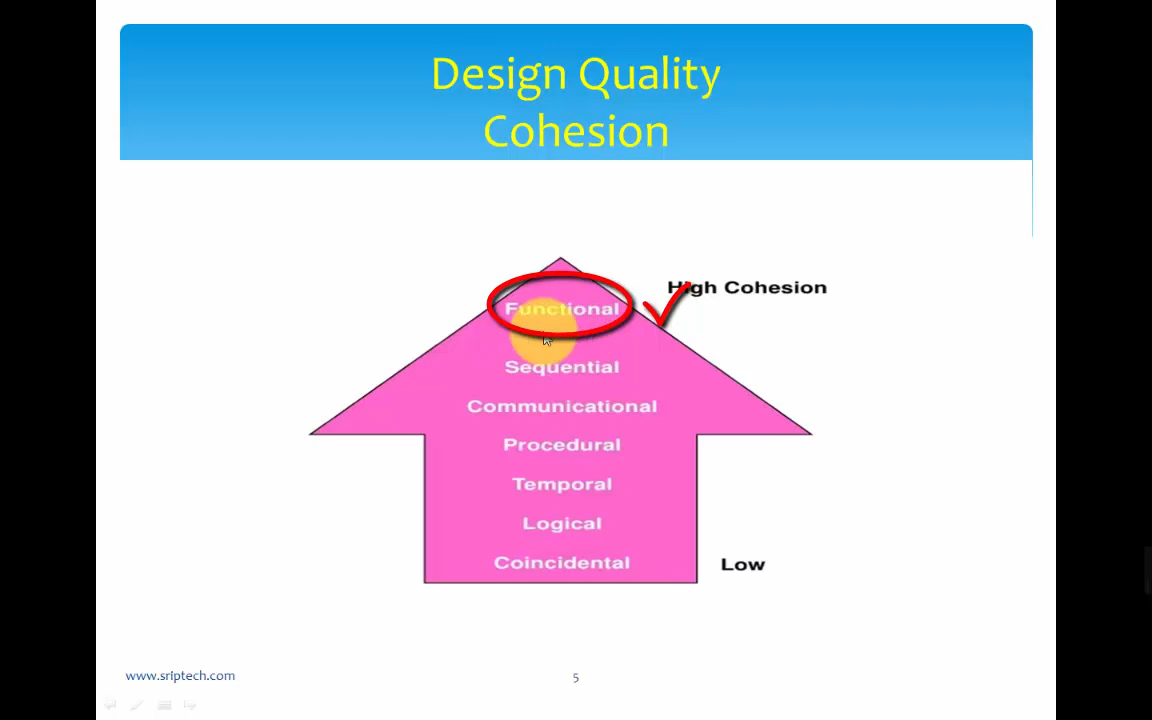 Design Quality
Cohesion
High Cohesion
Functional
Sequential
Communicational
Procedural
Temporal
Logical
Coincidental
Low
www.sriptech.com
5